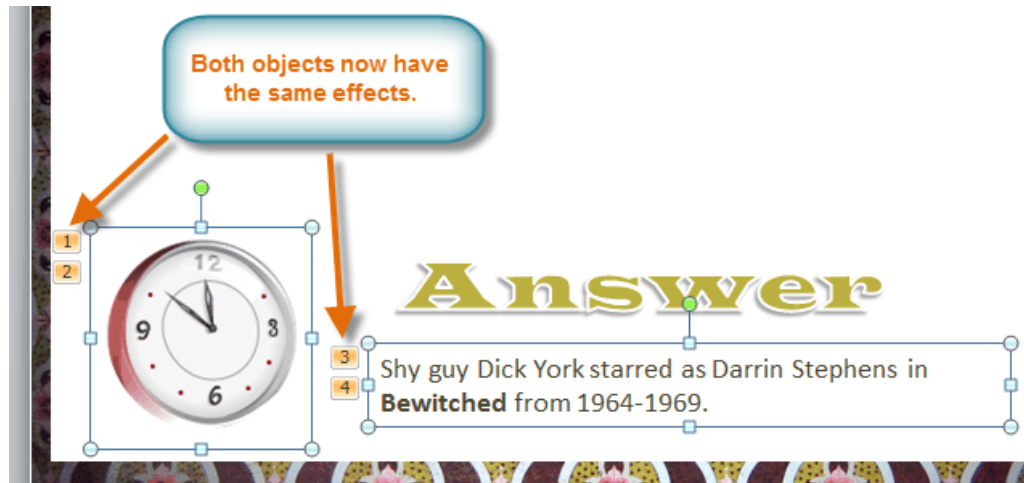 Both objects now have
the same effects.
1
2
12
9
3
6
Answer
3
4
Shy guy Dick York starred as Darrin Stephens in
Bewitched from 1964-1969.